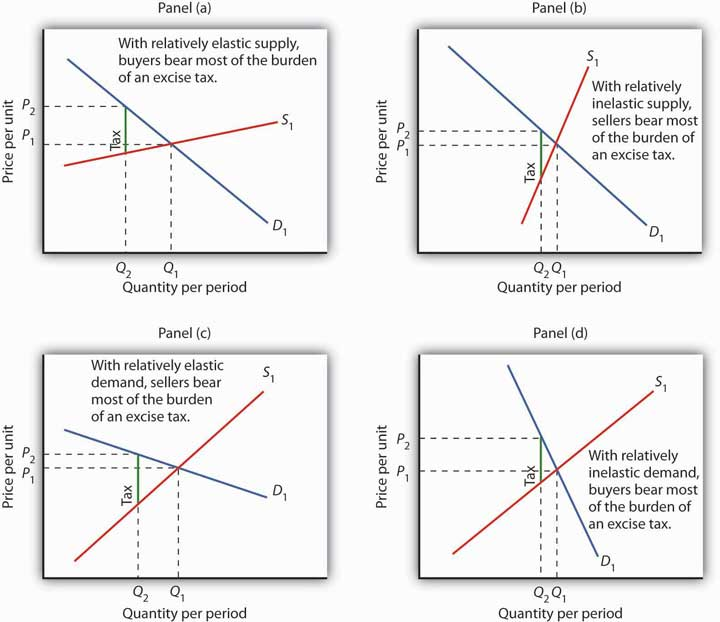 Panel (a)
With relatively elastic supply,
buyers bear most of the burden
of an excise tax.
Price per unit
P2
P1
Tax
S1
D1
Q2
Q1
Quantity per period
Panel (b)
S1
With relatively
inelastic supply,
sellers bear most
of the burden of
an excise tax.
Price per unit
P2
P1
Tax
D1
Q2
Q1
Quantity per period
Panel (c)
With relatively elastic
demand, sellers bear
most of the burden
of an excise tax.
S1
Price per unit
P2
P1
Tax
D1
Q2
Q1
Quantity per period
Panel (d)
S1
Price per unit
P2
P1
Tax
With relatively
inelastic demand,
buyers bear most
of the burden of
an excise tax.
D1
Q2
Q1
Quantity per period